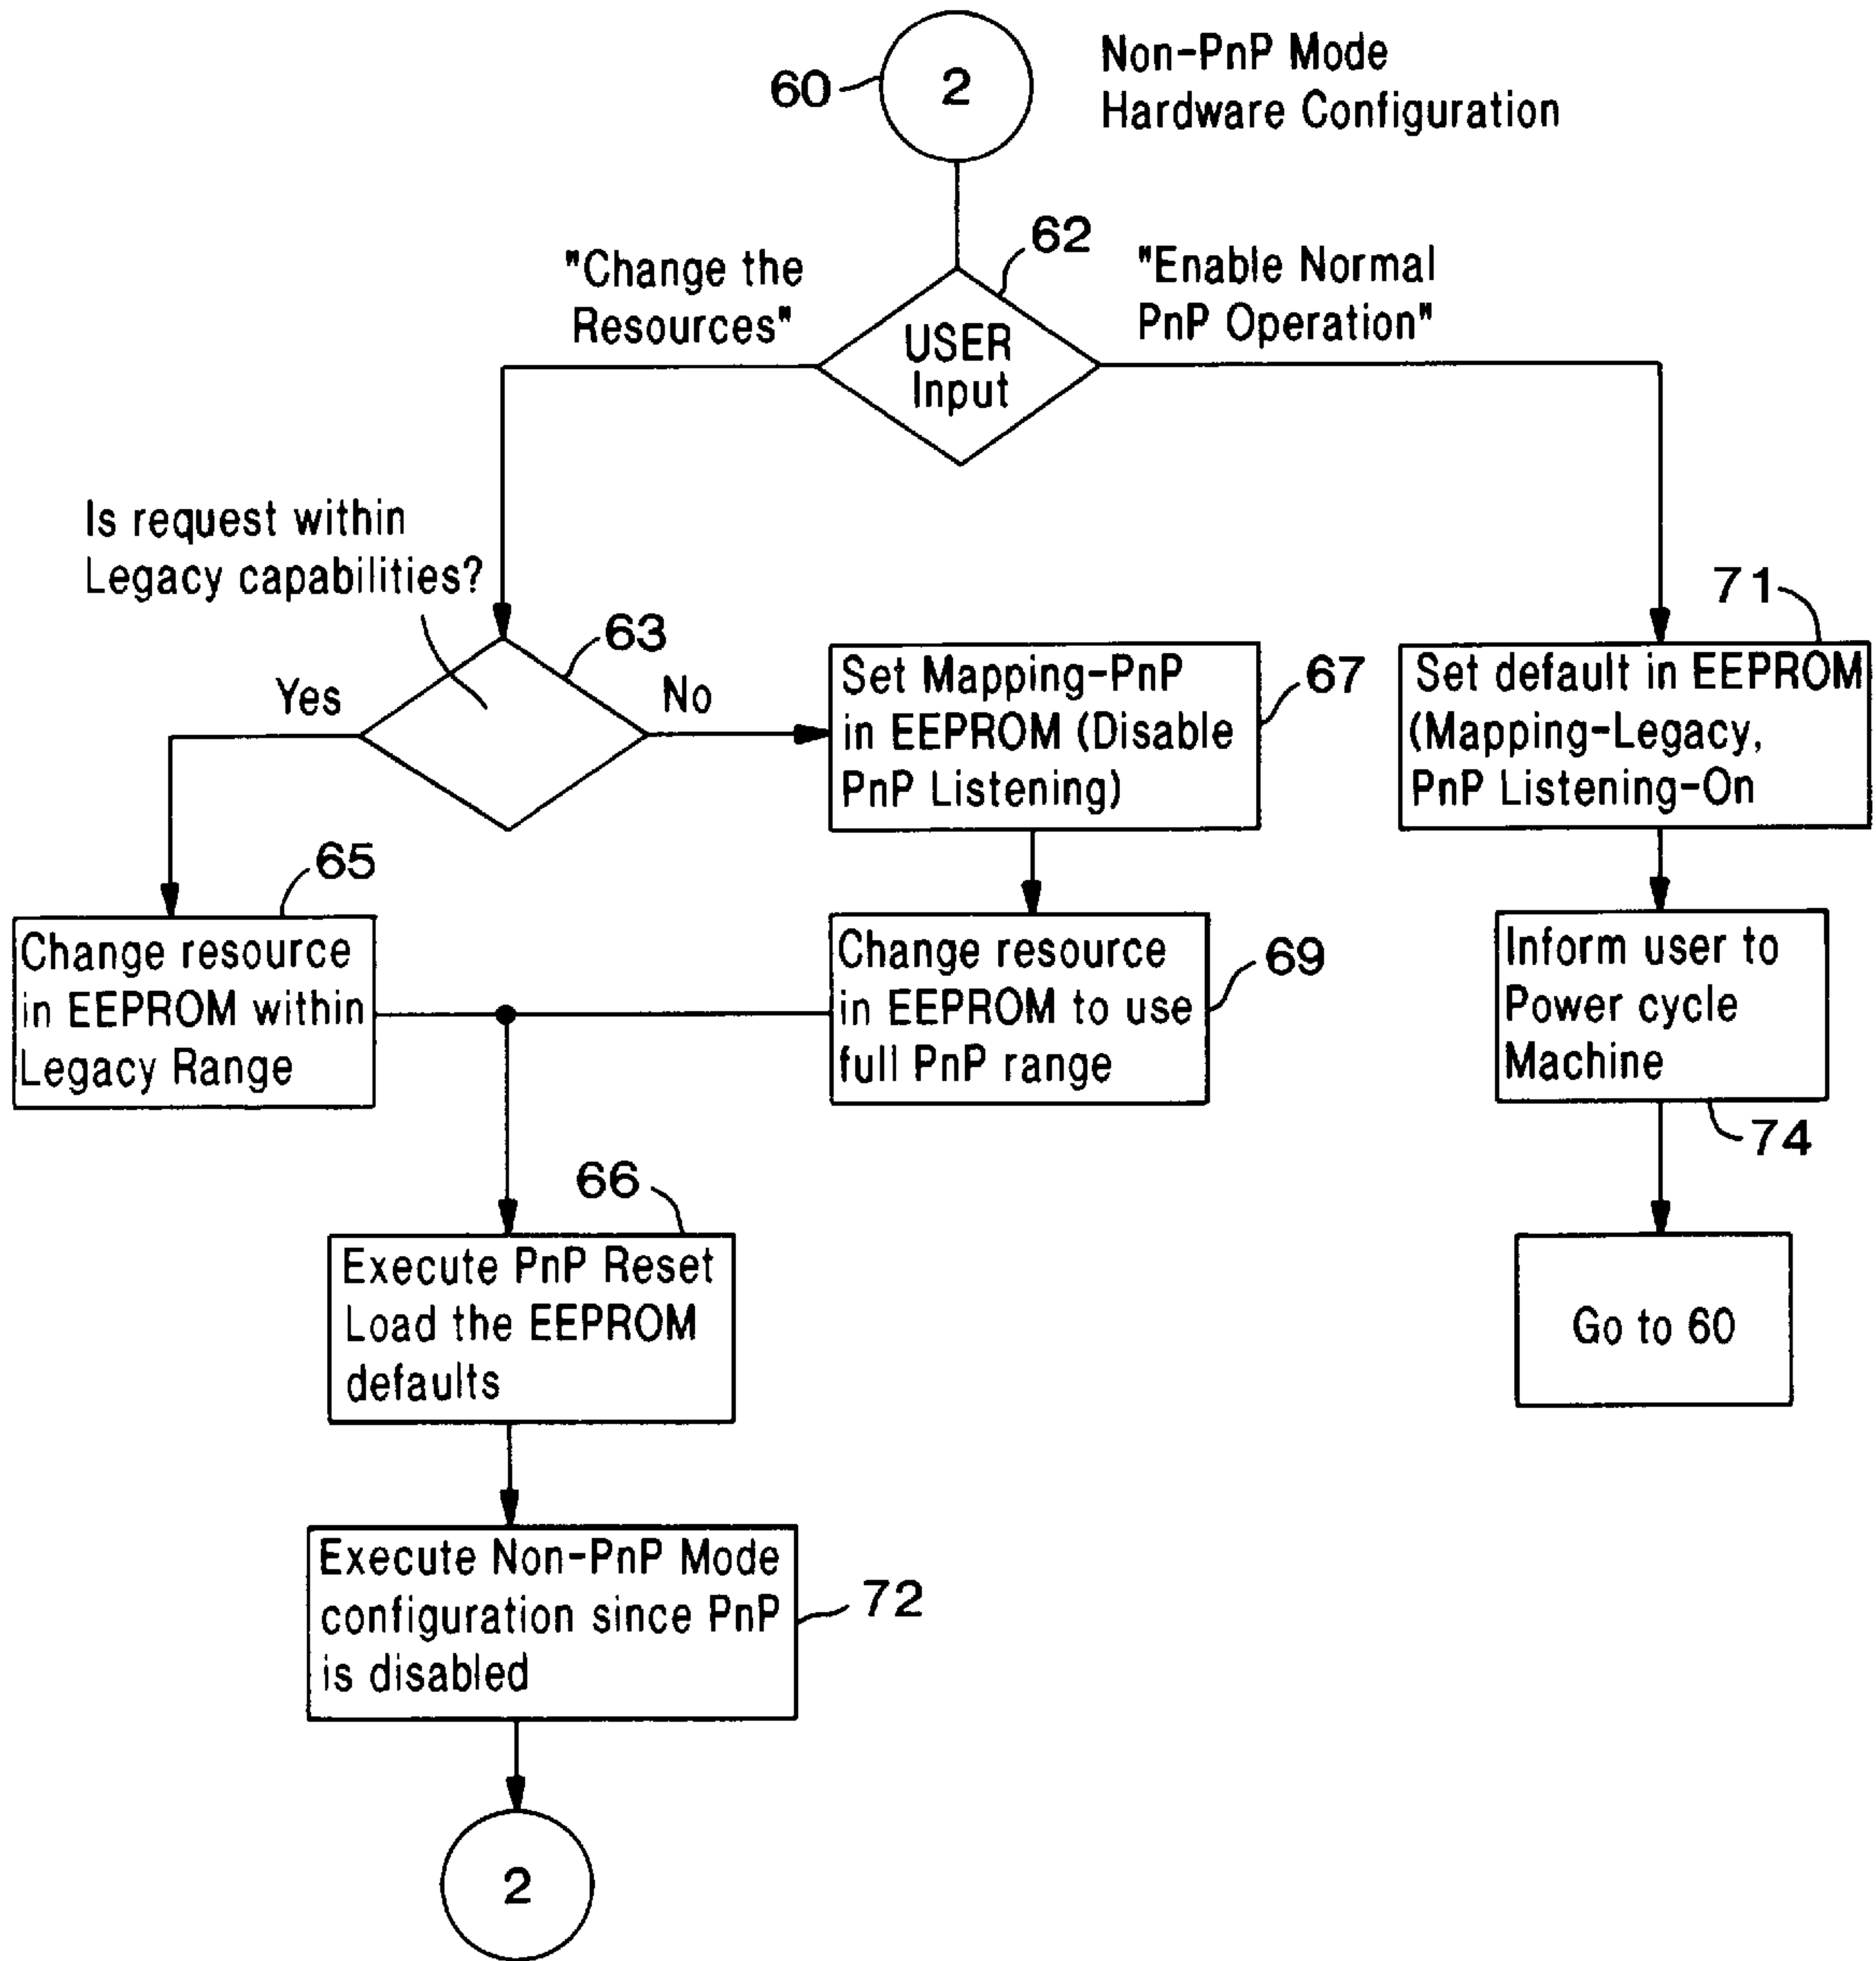 60
2
Non-PnP Mode
Hardware Configuration
62
"Change the
Resources"
"Enable Normal
PnP Operation"
USER
Input
Is request within
Legacy capabilities?
63
Yes
No
Set Mapping-PnP
in EEPROM (Disable
PnP Listening)
67
71
Set default in EEPROM
(Mapping-Legacy,
PnP Listening-On
65
Change resource
in EEPROM within
Legacy Range
Change resource
in EEPROM to use
full PnP range
69
Inform user to
Power cycle
Machine
74
66
Execute PnP Reset
Load the EEPROM
defaults
Go to 60
Execute Non-PnP Mode
configuration since PnP
is disabled
72
2